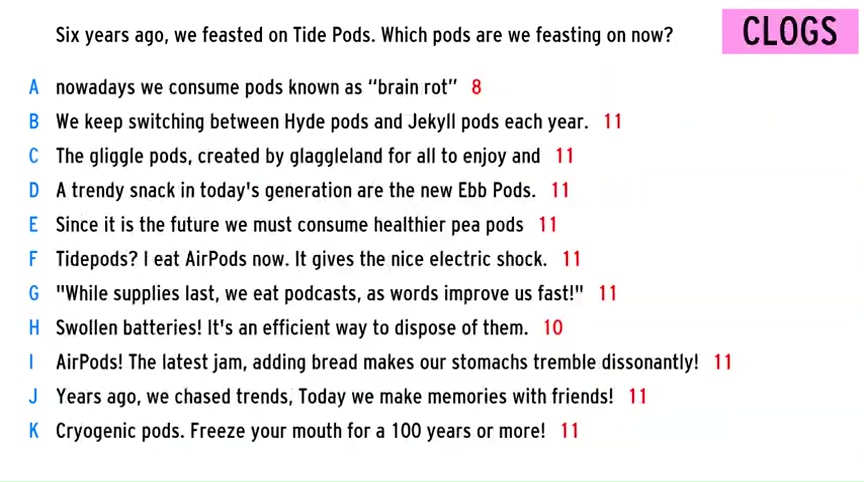 Six years ago, we feasted on Tide Pods. Which pods are we feasting on now?
CLOGS
A nowadays we consume pods known as “brain rot” 8
B We keep switching between Hyde pods and Jekyll pods each year. 11
C The gliggle pods, created by glaggleland for all to enjoy and 11
D A trendy snack in today's generation are the new Ebb Pods. 11
E Since it is the future we must consume healthier pea pods 11
F Tidepods? I eat AirPods now. It gives the nice electric shock. 11
G "While supplies last, we eat podcasts, as words improve us fast!" 11
H Swollen batteries! It's an efficient way to dispose of them. 10
I AirPods! The latest jam, adding bread makes our stomachs tremble dissonantly! 11
J Years ago, we chased trends, Today we make memories with friends! 11
K Cryogenic pods. Freeze your mouth for a 100 years or more! 11